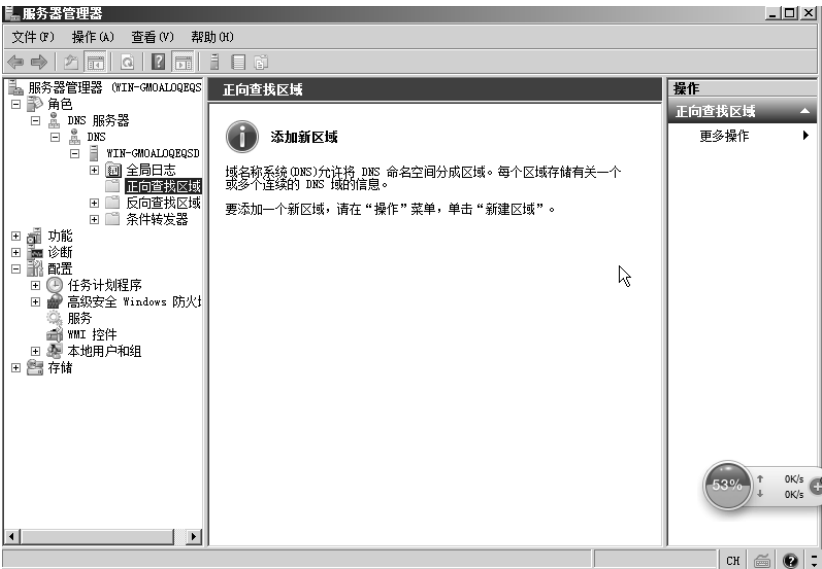 服务器管理器
文件(F) 操作(A) 查看(V) 帮助(H)
服务器管理器 (WIN-GMOALOQEQS
角色
DNS 服务器
DNS
WIN-GMOALOQEQSD
全局日志
正向查找区域
反向查找区域
条件转发器
功能
诊断
配置
任务计划程序
高级安全 Windows 防火
服务
WMI 控件
本地用户和组
存储
正向查找区域
添加新区域
域名称系统(DNS)允许将 DNS 命名空间分成区域。每个区域存储有关一个
或多个连续的 DNS 域的信息。
要添加一个新区域，请在“操作”菜单，单击“新建区域”。
操作
正向查找区域
更多操作
53%
0K/s
0K/s
CH